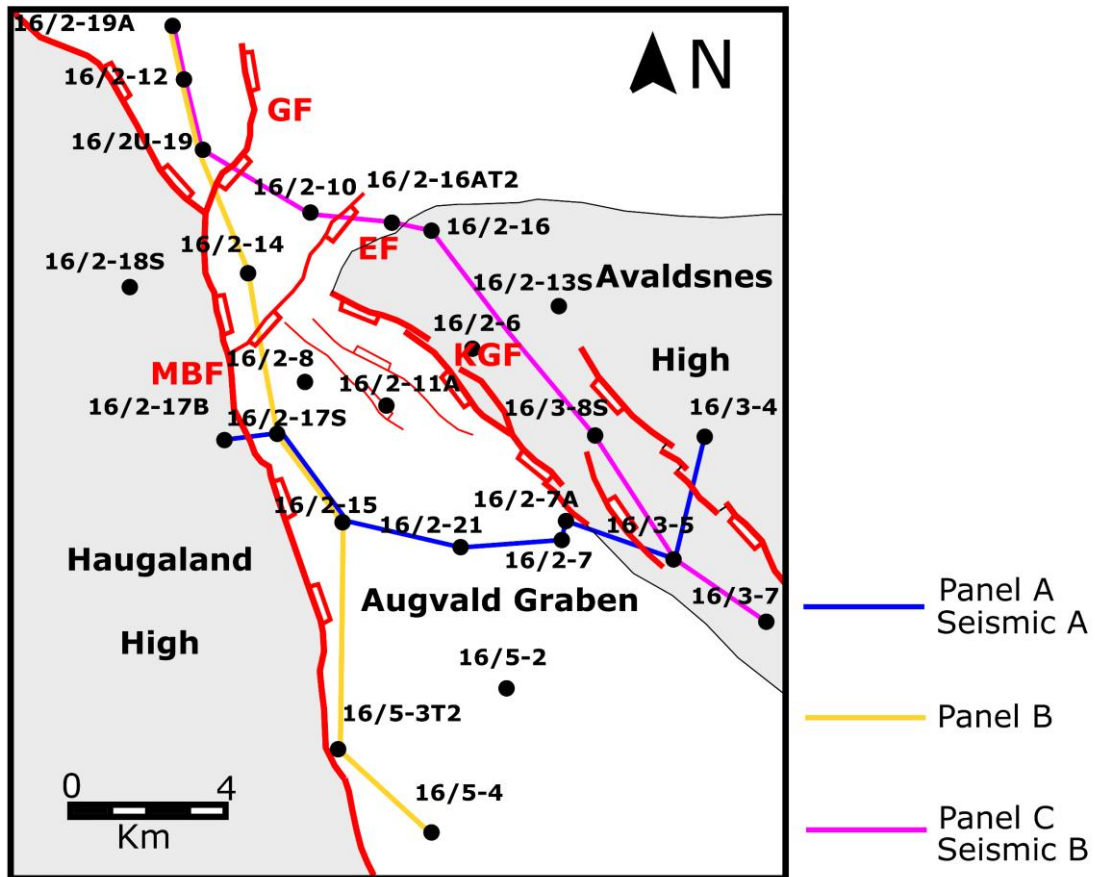 16/2-19A
N
16/2-12
GF
16/2U-19
16/2-10
16/2-16AT2
16/2-16
EF
16/2-14
16/2-18S
16/2-13S
Avaldsnes
16/2-6
KGF
High
16/2-8
MBF
16/2-11A
16/2-17B
16/2-17S
16/3-8S
16/3-4
16/2-7A
16/2-15
16/2-21
16/3-5
16/2-7
Haugaland
High
Augvald Graben
16/3-7
16/5-2
16/5-3T2
16/5-4
0 4
Km
Panel A
Seismic A
Panel B
Panel C
Seismic B